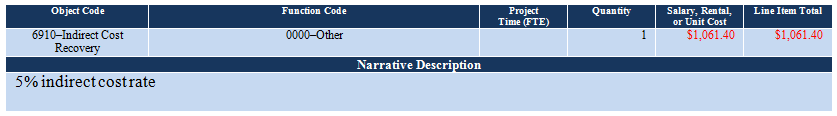 Object Code Function Code Project Time (FTE) Quantity Salary, Rental, or Unit Cost Line Item Total
6910–Indirect Cost Recovery 0000–Other 1 $1,061.40 $1,061.40
Narrative Description
5% indirect cost rate